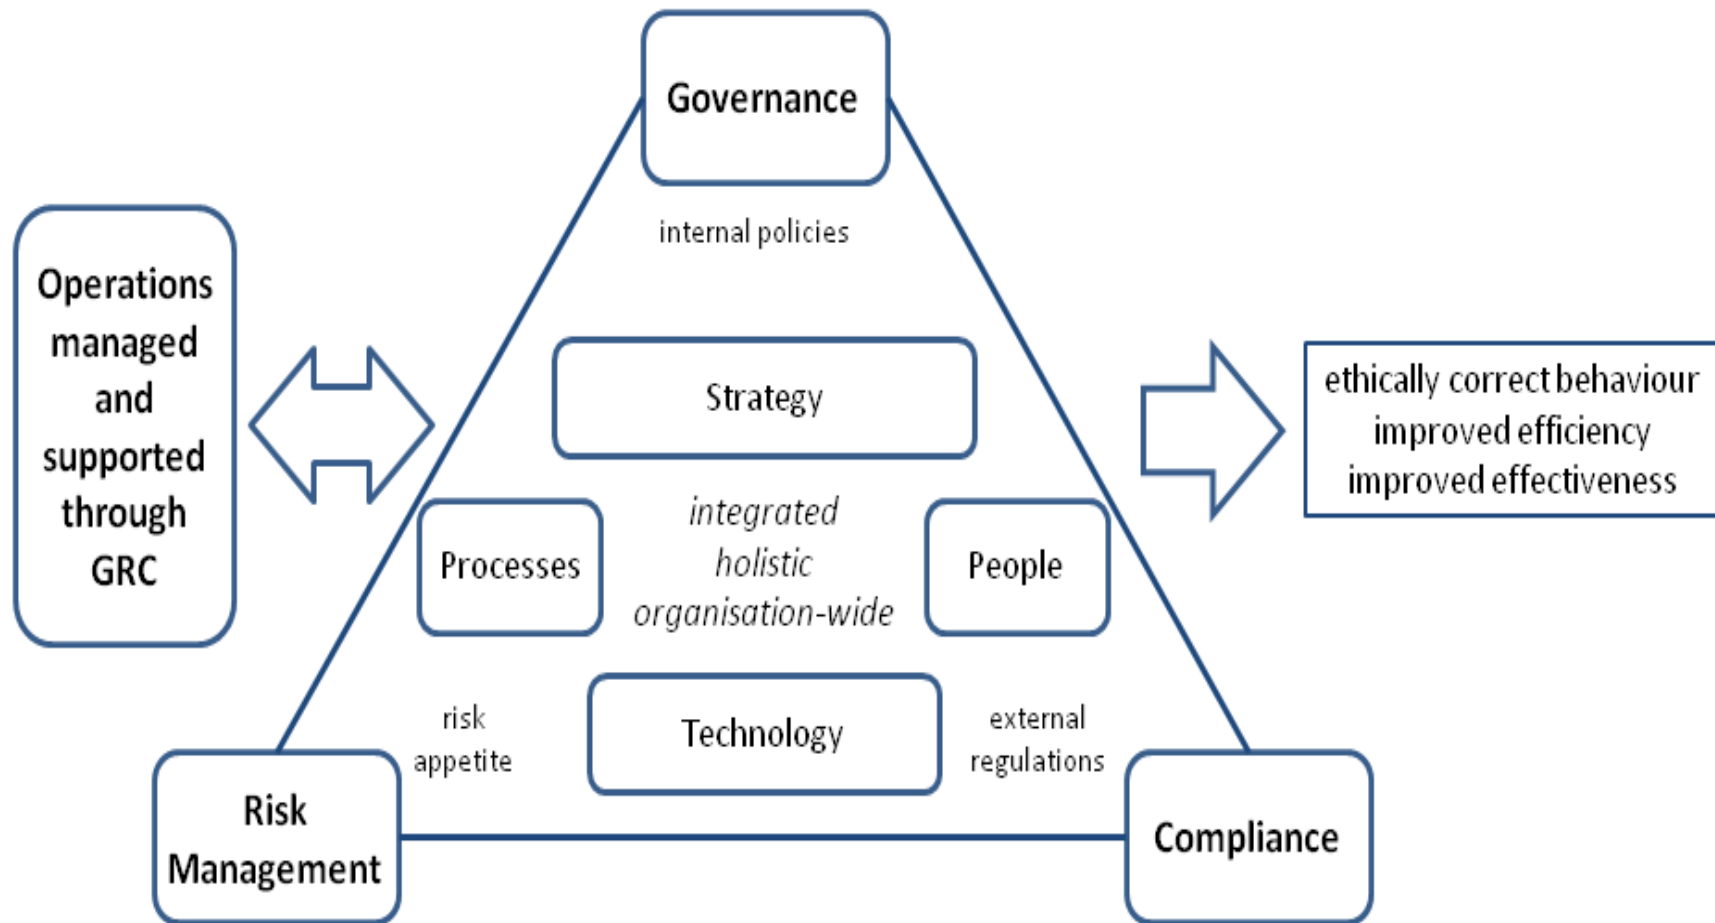 Governance
internal policies
Operations
managed
and
supported
through
GRC
Strategy
ethically correct behaviour
improved efficiency
improved effectiveness
Processes
integrated
holistic
organisation-wide
People
risk
appetite
Technology
external
regulations
Risk
Management
Compliance